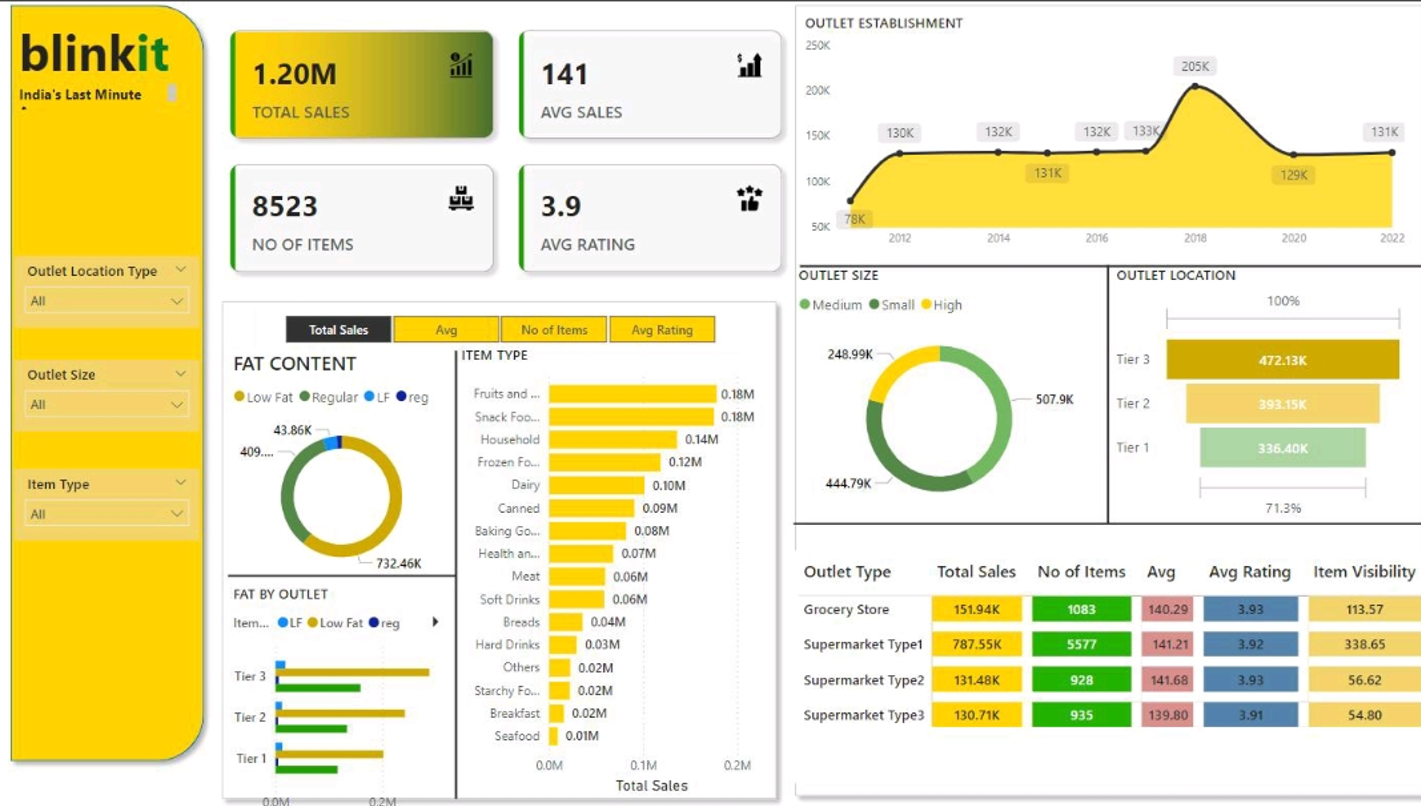 blinkit
India's Last Minute
Outlet Location Type
All
Outlet Size
All
Item Type
All
1.20M
TOTAL SALES
141
AVG SALES
8523
NO OF ITEMS
3.9
AVG RATING
Total Sales Avg No of Items Avg Rating
FAT CONTENT
Low Fat Regular LF reg
43.86K
409....
732.46K
FAT BY OUTLET
Item... LF Low Fat reg
Tier 3
Tier 2
Tier 1
0.0M 0.2M
ITEM TYPE
Fruits and ... 0.18M
Snack Foo... 0.18M
Household 0.14M
Frozen Fo... 0.12M
Dairy 0.10M
Canned 0.09M
Baking Go... 0.08M
Health an... 0.07M
Meat 0.06M
Soft Drinks 0.06M
Breads 0.04M
Hard Drinks 0.03M
Others 0.02M
Starchy Fo... 0.02M
Breakfast 0.02M
Seafood 0.01M
0.0M 0.1M 0.2M
Total Sales
OUTLET ESTABLISHMENT
250K
200K
150K
100K
50K
78K 130K 132K 131K 132K 133K 205K 129K 131K
2012 2014 2016 2018 2020 2022
OUTLET SIZE
Medium Small High
248.99K
507.9K
444.79K
OUTLET LOCATION
100%
Tier 3 472.13K
Tier 2 393.15K
Tier 1 336.40K
71.3%
Outlet Type Total Sales No of Items Avg Avg Rating Item Visibility
Grocery Store 151.94K 1083 140.29 3.93 113.57
Supermarket Type1 787.55K 5577 141.21 3.92 338.65
Supermarket Type2 131.48K 928 141.68 3.93 56.62
Supermarket Type3 130.71K 935 139.80 3.91 54.80